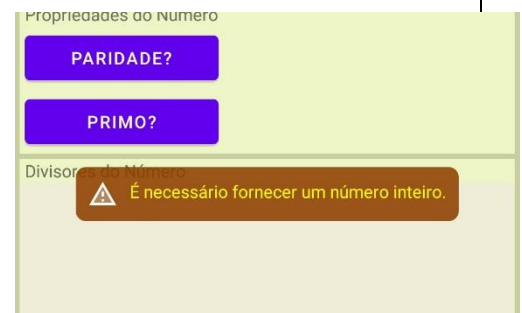 Propriedades do Número
PARIDADE?
PRIMO?
Divisores do Número
É necessário fornecer um número inteiro.